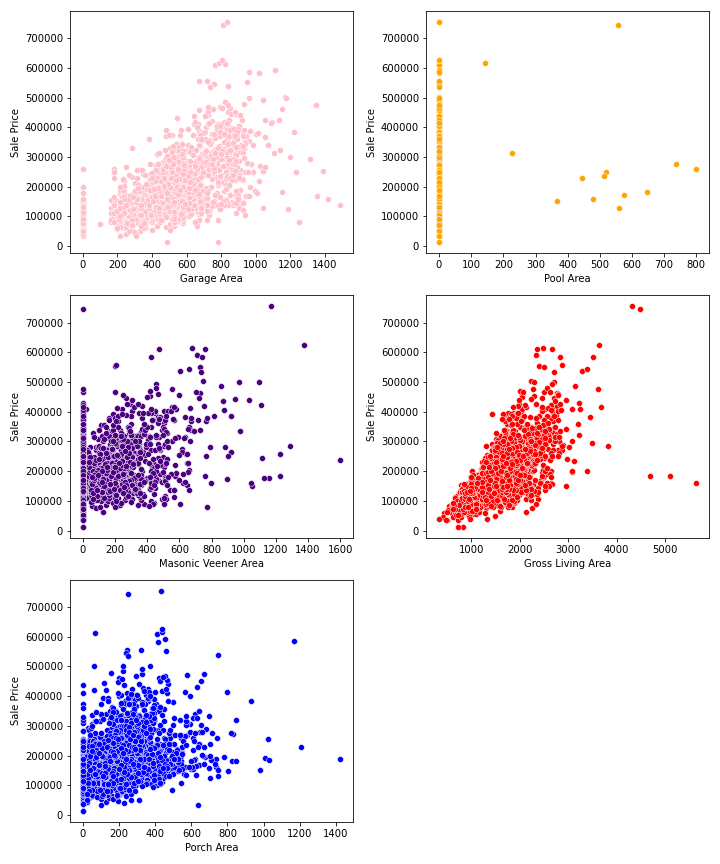 700000
600000
500000
400000
300000
200000
100000
0
Sale Price
0 200 400 600 800 1000 1200 1400
Garage Area
700000
600000
500000
400000
300000
200000
100000
0
Sale Price
0 100 200 300 400 500 600 700 800
Pool Area
700000
600000
500000
400000
300000
200000
100000
0
Sale Price
0 200 400 600 800 1000 1200 1400 1600
Masonic Veener Area
700000
600000
500000
400000
300000
200000
100000
0
Sale Price
1000 2000 3000 4000 5000
Gross Living Area
700000
600000
500000
400000
300000
200000
100000
0
Sale Price
0 200 400 600 800 1000 1200 1400
Porch Area